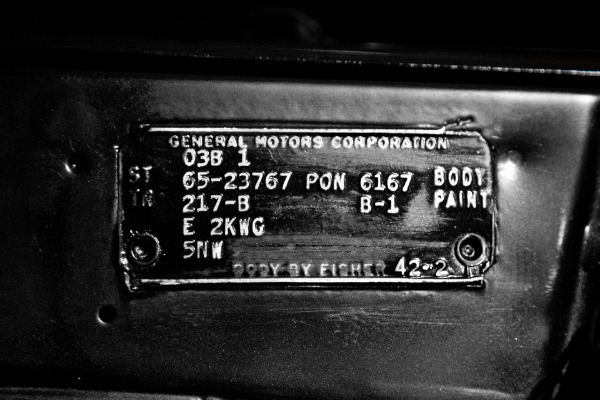 GENERAL MOTORS CORPORATION
03B 1
ST 65-23767 PON 6167 BODY
TR 217-B B-1 PAINT
E 2KWG
5NW
BODY BY FISHER 42-2